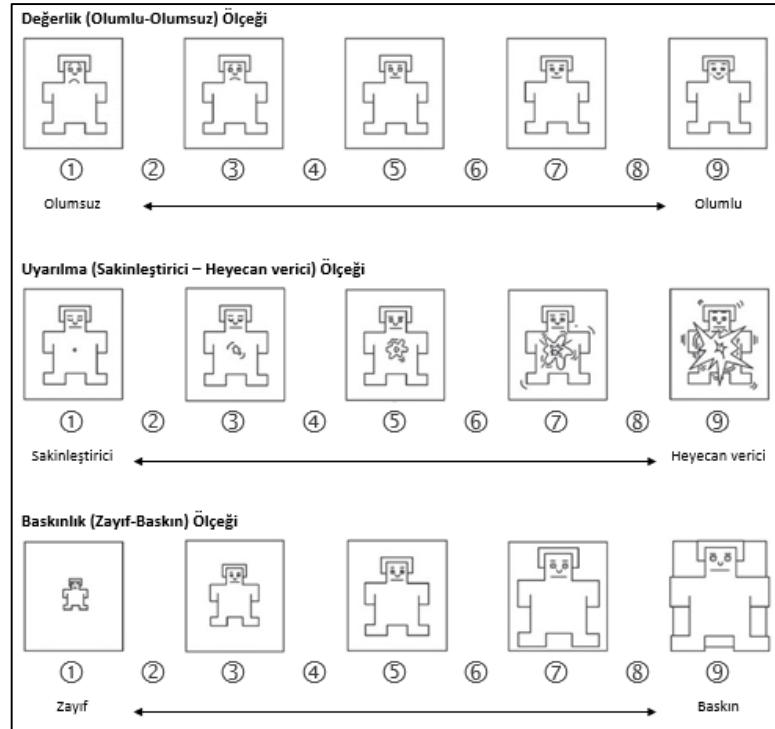 Değerlik (Olumlu-Olumsuz) Ölçeği
① ② ③ ④ ⑤ ⑥ ⑦ ⑧ ⑨
Olumsuz Olumlu
Uyarılma (Sakinleştirici – Heyecan verici) Ölçeği
① ② ③ ④ ⑤ ⑥ ⑦ ⑧ ⑨
Sakinleştirici Heyecan verici
Baskınlık (Zayıf-Baskın) Ölçeği
① ② ③ ④ ⑤ ⑥ ⑦ ⑧ ⑨
Zayıf Baskın